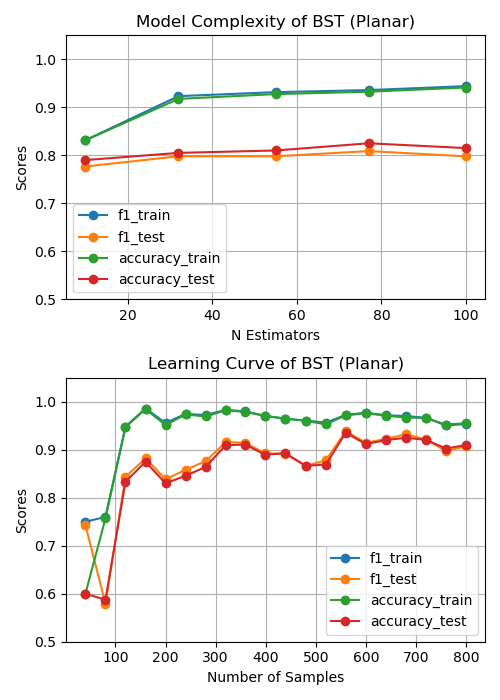 Model Complexity of BST (Planar)
1.0
0.9
0.8
0.7
0.6
0.5
Scores
f1_train
f1_test
accuracy_train
accuracy_test
20
40
60
80
100
N Estimators
Learning Curve of BST (Planar)
1.0
0.9
0.8
0.7
0.6
0.5
Scores
f1_train
f1_test
accuracy_train
accuracy_test
100
200
300
400
500
600
700
800
Number of Samples